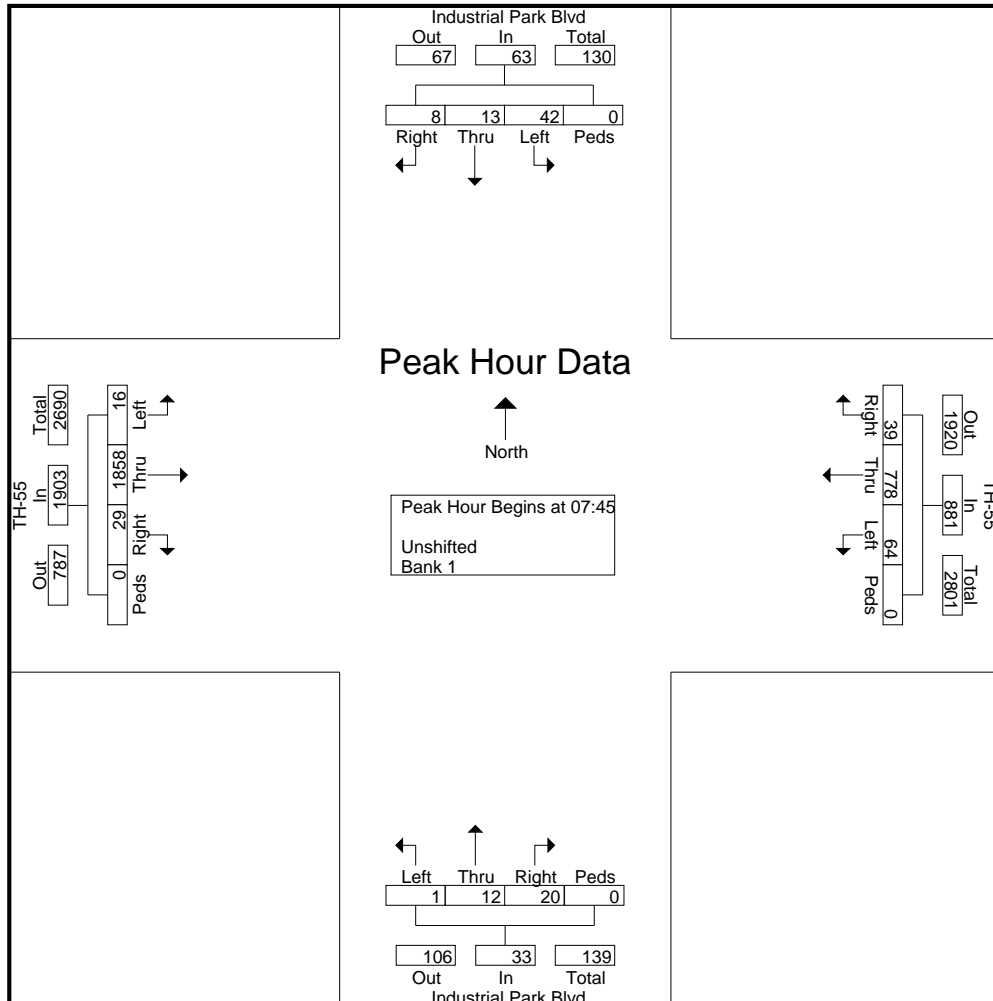 Industrial Park Blvd
Out In Total
67 63 130
8 13 42 0
Right Thru Left Peds
Peak Hour Data
North
Peak Hour Begins at 07:45
Unshifted
Bank 1
TH-55
Total In Out
2690 1903 787
16 1858 29 0
Left Thru Right Peds
Right Thru Left Peds
39 778 64 0
Out In Total
1920 881 2801
TH-55
Left Thru Right Peds
1 12 20 0
106 33 139
Out In Total
Industrial Park Blvd